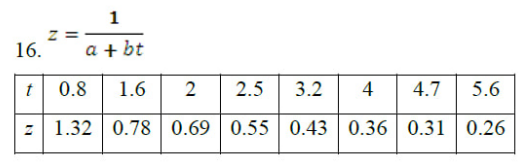 16. z = 1 / (a + bt)
t 0.8 1.6 2 2.5 3.2 4 4.7 5.6
z 1.32 0.78 0.69 0.55 0.43 0.36 0.31 0.26